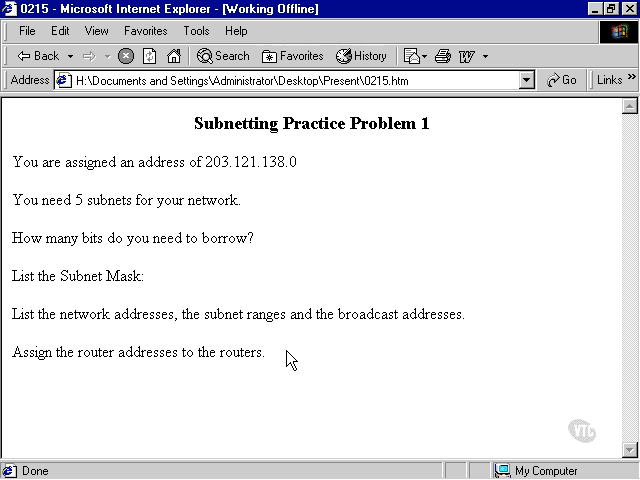 0215 - Microsoft Internet Explorer - [Working Offline]
File Edit View Favorites Tools Help
Back Search Favorites History
Address H:\Documents and Settings\Administrator\Desktop\Present\0215.htm Go Links »
Subnetting Practice Problem 1
You are assigned an address of 203.121.138.0
You need 5 subnets for your network.
How many bits do you need to borrow?
List the Subnet Mask:
List the network addresses, the subnet ranges and the broadcast addresses.
Assign the router addresses to the routers.
VTC
Done My Computer